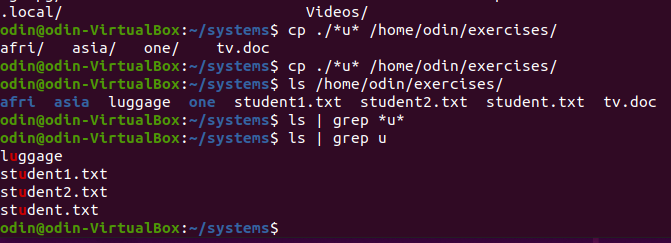 .local/ Videos/
odin@odin-VirtualBox:~/systems$ cp ./*u* /home/odin/exercises/
afri/ asia/ one/ tv.doc
odin@odin-VirtualBox:~/systems$ cp ./*u* /home/odin/exercises/
odin@odin-VirtualBox:~/systems$ ls /home/odin/exercises/
afri asia luggage one student1.txt student2.txt student.txt tv.doc
odin@odin-VirtualBox:~/systems$ ls | grep *u*
odin@odin-VirtualBox:~/systems$ ls | grep u
luggage
student1.txt
student2.txt
student.txt
odin@odin-VirtualBox:~/systems$